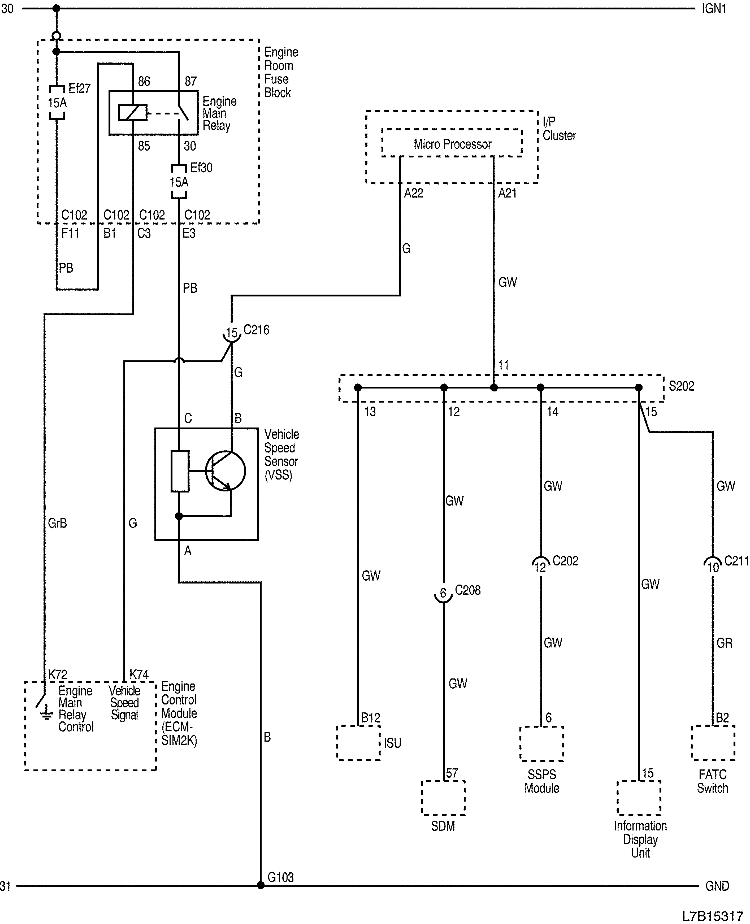 30
IGN1
Engine
Room
Fuse
Block
Ef27
15A
86
87
Engine
Main
Relay
85
30
Ef30
15A
C102
C102
C102
C102
F11
B1
C3
E3
PB
PB
I/P
Cluster
Micro Processor
A22
A21
G
GW
15
C216
G
11
S202
13
12
14
15
C
B
Vehicle
Speed
Sensor
(VSS)
A
GrB
G
GW
GW
GW
GW
6
C208
12
C202
10
C211
GW
GW
GR
K72
K74
Engine
Main
Relay
Control
Vehicle
Speed
Signal
Engine
Control
Module
(ECM-
SIM2K)
B
B12
ISU
57
SDM
6
SSPS
Module
15
Information
Display
Unit
B2
FATC
Switch
31
G103
GND
L7B15317